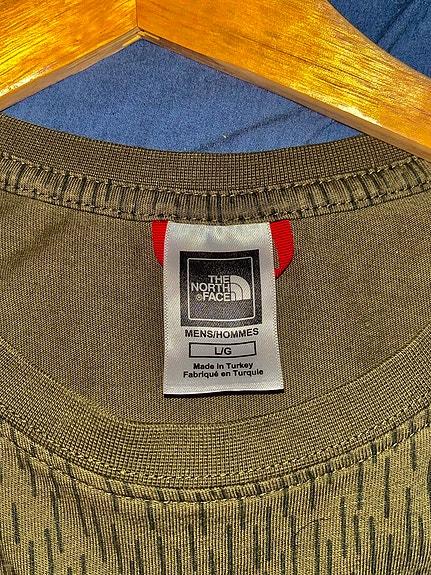 THE
NORTH
®FACE
MENS/HOMMES
L/G
Made in Turkey
Fabriqué en Turquie